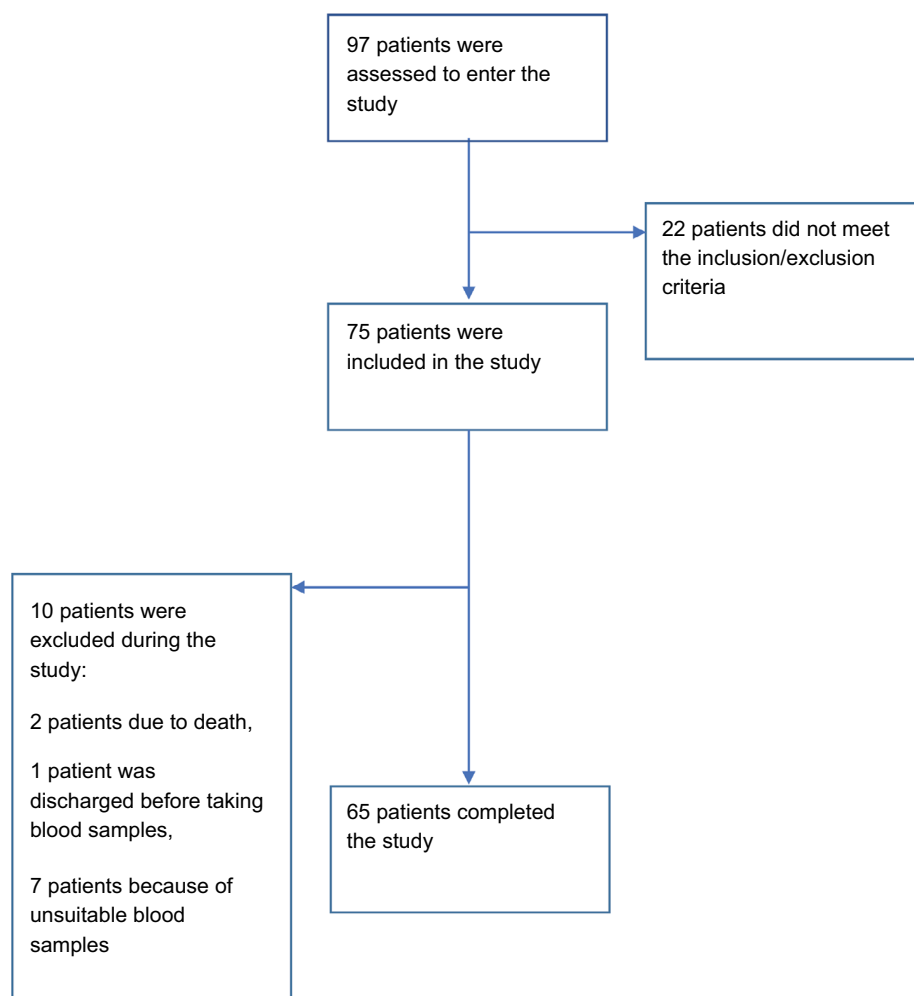 97 patients were
assessed to enter the
study
22 patients did not meet
the inclusion/exclusion
criteria
75 patients were
included in the study
10 patients were
excluded during the
study:
2 patients due to death,
1 patient was
discharged before taking
blood samples,
7 patients because of
unsuitable blood
samples
65 patients completed
the study